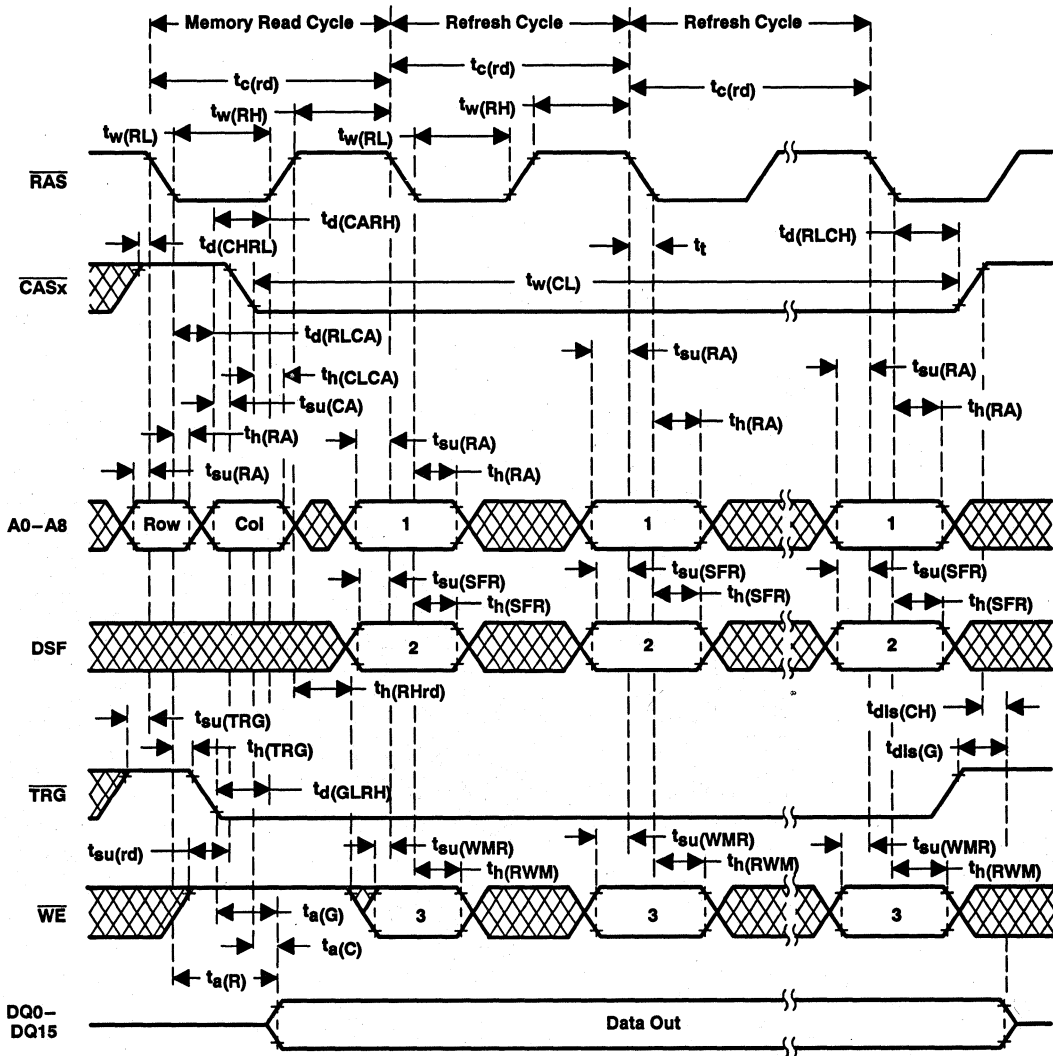 Memory Read Cycle Refresh Cycle Refresh Cycle
tc(rd)
tc(rd)
tc(rd)
tw(RH)
tw(RH)
tw(RL)
tw(RL)
RAS
td(CARH)
td(CHRL)
tt
td(RLCH)
CASx
tw(CL)
td(RLCA)
tsu(RA)
tsu(RA)
th(CLCA)
tsu(CA)
th(RA)
th(RA)
th(RA)
tsu(RA)
tsu(RA)
th(RA)
A0–A8 Row Col 1 1 1
tsu(SFR) tsu(SFR) tsu(SFR)
th(SFR) th(SFR) th(SFR)
DSF 2 2 2
th(RHrd)
tdis(CH)
tsu(TRG)
th(TRG)
tdis(G)
TRG
td(GLRH)
tsu(WMR) tsu(WMR) tsu(WMR)
tsu(rd)
th(RWM) th(RWM) th(RWM)
WE 3 3 3
ta(G)
ta(C)
ta(R)
DQ0–
DQ15
Data Out